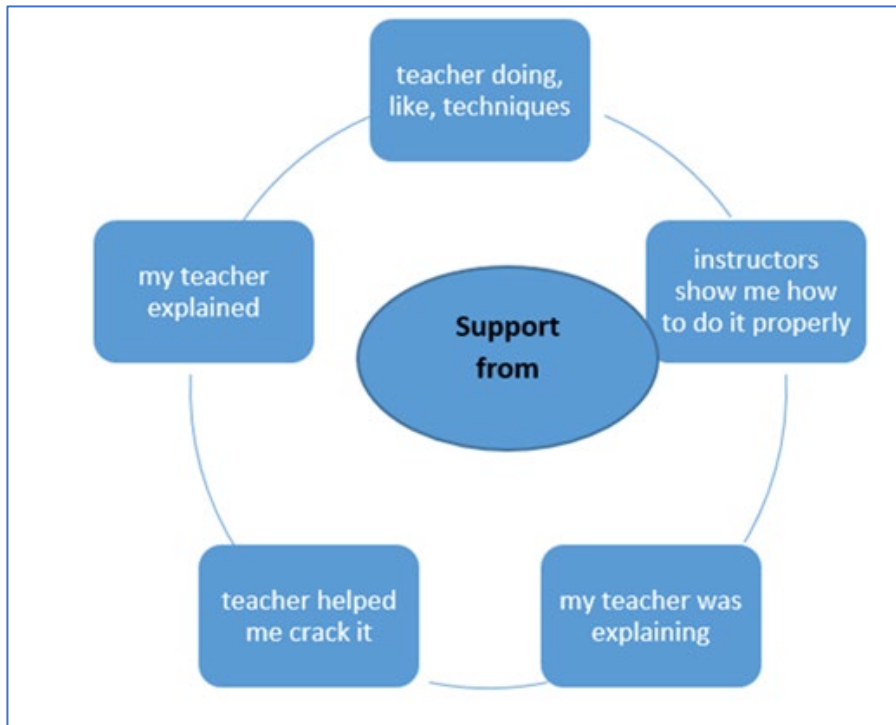 teacher doing,
like, techniques
instructors
show me how
to do it properly
Support
from
my teacher
explained
teacher helped
me crack it
my teacher was
explaining